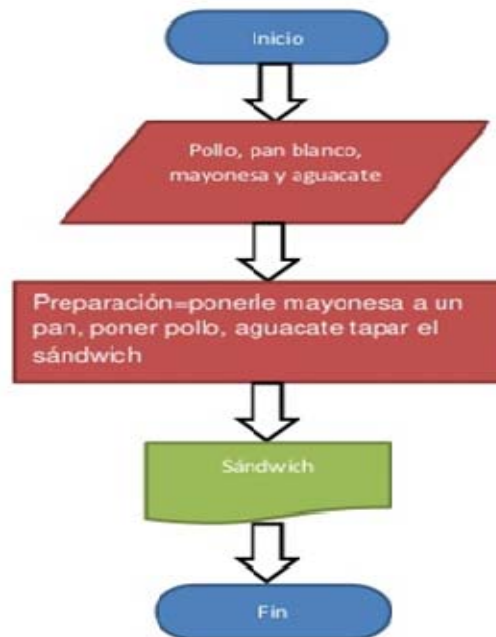 Inicio
Pollo, pan blanco,
mayonesa y aguacate
Preparación=ponerle mayonesa a un
pan, poner pollo, aguacate tapar el
sándwich
Sándwich
Fin